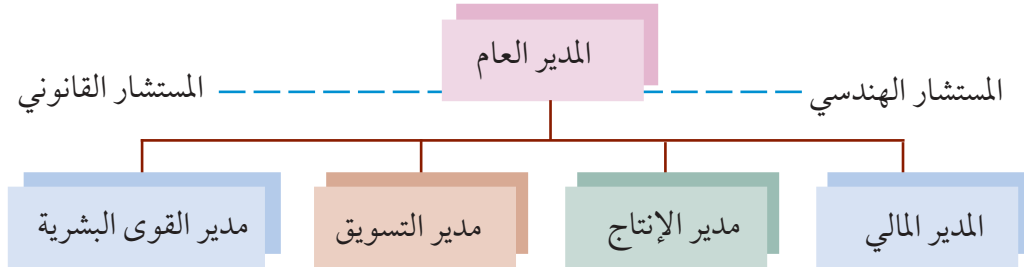 المدير العام
المستشار الهندسي
المستشار القانوني
المدير المالي
مدير الإنتاج
مدير التسويق
مدير القوى البشرية